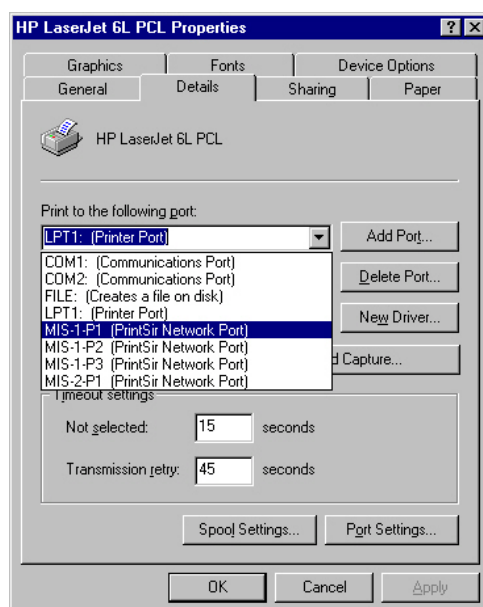 HP LaserJet 6L PCL Properties ? X
Graphics Fonts Device Options
General Details Sharing Paper
HP LaserJet 6L PCL
Print to the following port:
LPT1: (Printer Port) Add Port...
COM1: (Communications Port)
COM2: (Communications Port) Delete Port...
FILE: (Creates a file on disk)
LPT1: (Printer Port) New Driver...
MIS-1-P1 (PrintSir Network Port)
MIS-1-P2 (PrintSir Network Port)
MIS-1-P3 (PrintSir Network Port) d Capture...
MIS-2-P1 (PrintSir Network Port)
Timeout settings
Not selected: 15 seconds
Transmission retry: 45 seconds
Spool Settings... Port Settings...
OK Cancel Apply